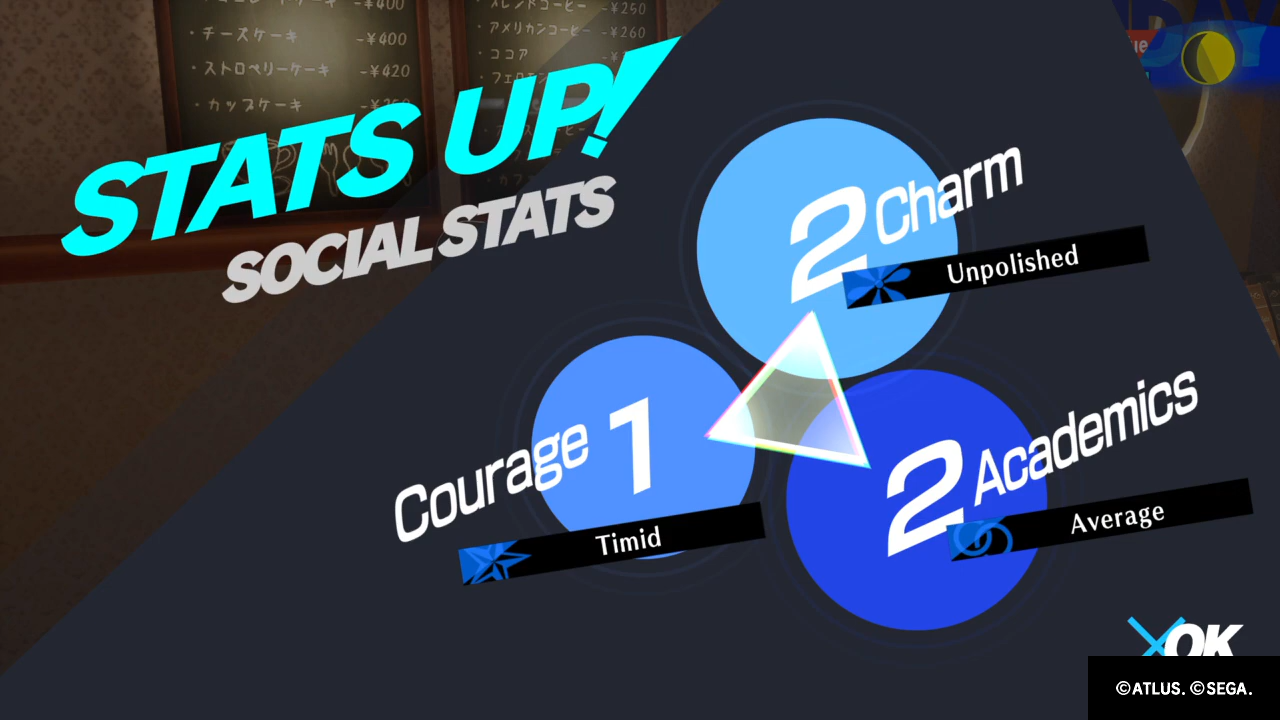 ・チーズケーキ -¥400
・ストロベリーケーキ -¥420
・カップケーキ
-¥250
・アメリカンコーヒー -¥260
・ココア
STATS UP!
SOCIAL STATS
2 Charm
Unpolished
Courage 1
Timid
2 Academics
Average
OK
©ATLUS. ©SEGA.